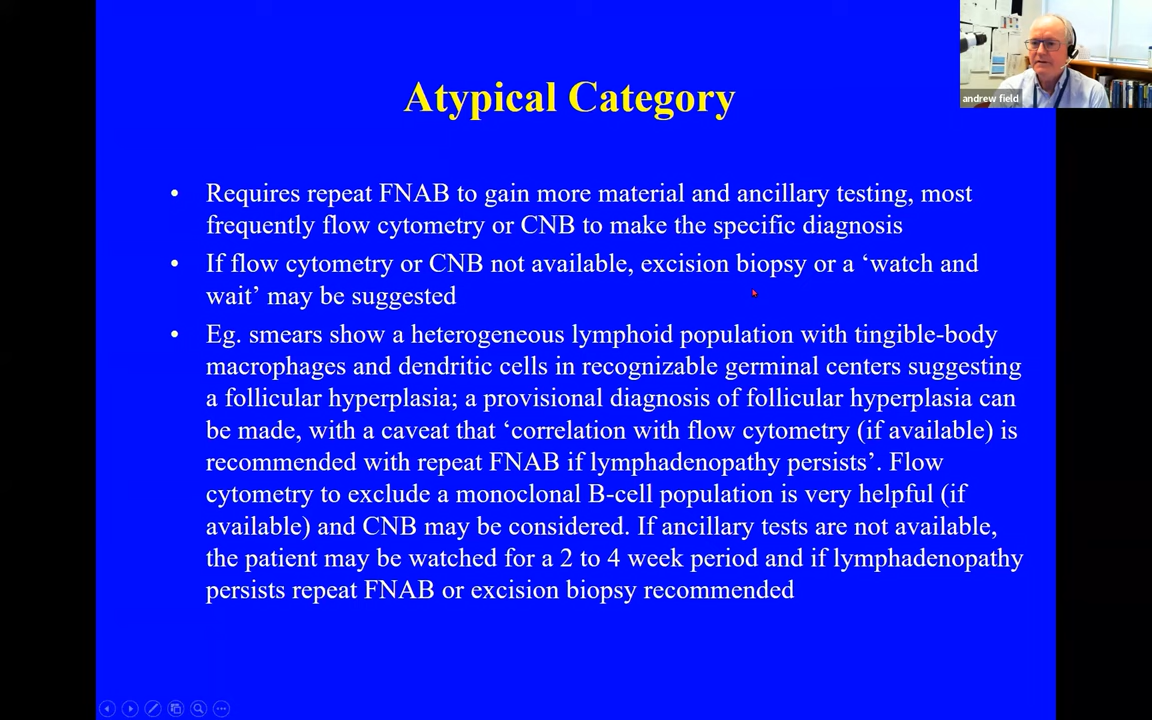 Atypical Category
andrew field
• Requires repeat FNAB to gain more material and ancillary testing, most
frequently flow cytometry or CNB to make the specific diagnosis
• If flow cytometry or CNB not available, excision biopsy or a ‘watch and
wait’ may be suggested
• Eg. smears show a heterogeneous lymphoid population with tingible-body
macrophages and dendritic cells in recognizable germinal centers suggesting
a follicular hyperplasia; a provisional diagnosis of follicular hyperplasia can
be made, with a caveat that ‘correlation with flow cytometry (if available) is
recommended with repeat FNAB if lymphadenopathy persists’. Flow
cytometry to exclude a monoclonal B-cell population is very helpful (if
available) and CNB may be considered. If ancillary tests are not available,
the patient may be watched for a 2 to 4 week period and if lymphadenopathy
persists repeat FNAB or excision biopsy recommended